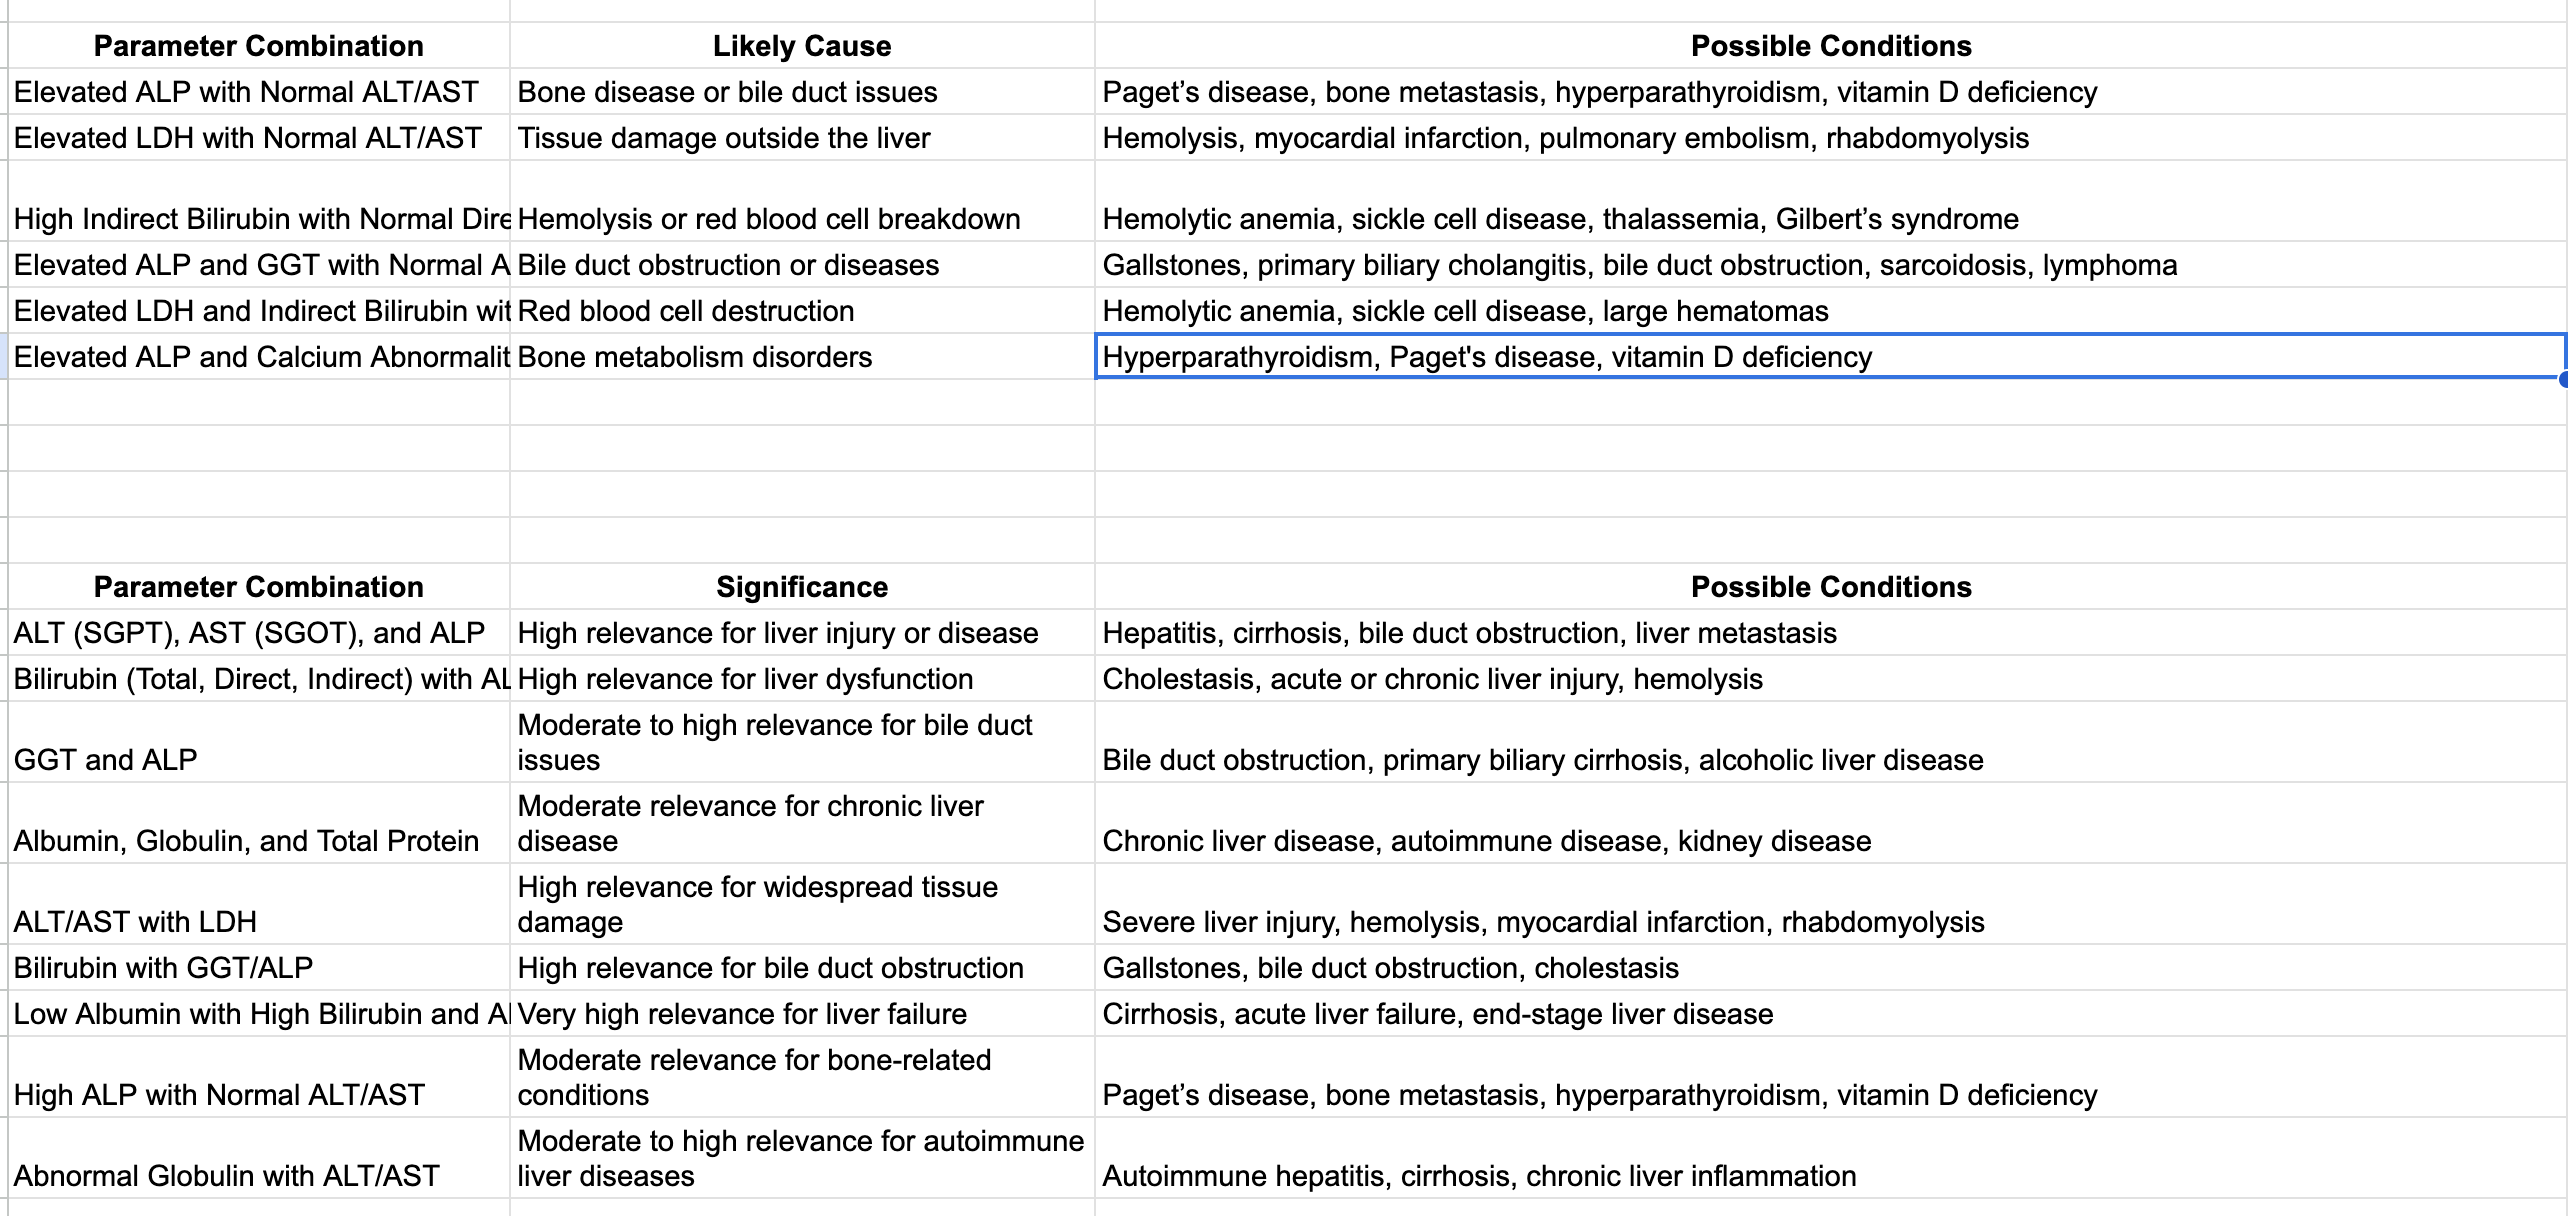 Parameter Combination Likely Cause Possible Conditions
Elevated ALP with Normal ALT/AST Bone disease or bile duct issues Paget’s disease, bone metastasis, hyperparathyroidism, vitamin D deficiency
Elevated LDH with Normal ALT/AST Tissue damage outside the liver Hemolysis, myocardial infarction, pulmonary embolism, rhabdomyolysis
High Indirect Bilirubin with Normal Dire Hemolysis or red blood cell breakdown Hemolytic anemia, sickle cell disease, thalassemia, Gilbert’s syndrome
Elevated ALP and GGT with Normal A Bile duct obstruction or diseases Gallstones, primary biliary cholangitis, bile duct obstruction, sarcoidosis, lymphoma
Elevated LDH and Indirect Bilirubin wit Red blood cell destruction Hemolytic anemia, sickle cell disease, large hematomas
Elevated ALP and Calcium Abnormalit Bone metabolism disorders Hyperparathyroidism, Paget's disease, vitamin D deficiency
Parameter Combination Significance Possible Conditions
ALT (SGPT), AST (SGOT), and ALP High relevance for liver injury or disease Hepatitis, cirrhosis, bile duct obstruction, liver metastasis
Bilirubin (Total, Direct, Indirect) with AL High relevance for liver dysfunction Cholestasis, acute or chronic liver injury, hemolysis
Moderate to high relevance for bile duct
GGT and ALP issues Bile duct obstruction, primary biliary cirrhosis, alcoholic liver disease
Moderate relevance for chronic liver
Albumin, Globulin, and Total Protein disease Chronic liver disease, autoimmune disease, kidney disease
High relevance for widespread tissue
ALT/AST with LDH damage Severe liver injury, hemolysis, myocardial infarction, rhabdomyolysis
Bilirubin with GGT/ALP High relevance for bile duct obstruction Gallstones, bile duct obstruction, cholestasis
Low Albumin with High Bilirubin and Al Very high relevance for liver failure Cirrhosis, acute liver failure, end-stage liver disease
Moderate relevance for bone-related
High ALP with Normal ALT/AST conditions Paget’s disease, bone metastasis, hyperparathyroidism, vitamin D deficiency
Moderate to high relevance for autoimmune
Abnormal Globulin with ALT/AST liver diseases Autoimmune hepatitis, cirrhosis, chronic liver inflammation